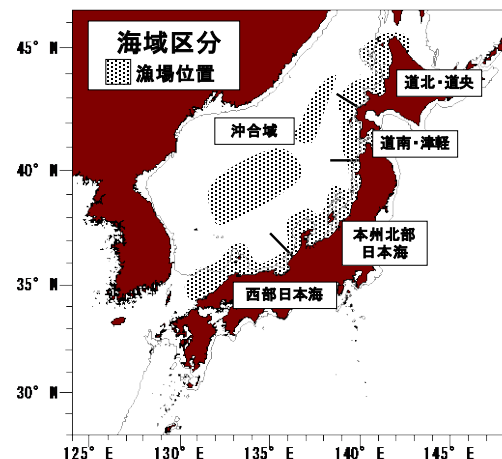 海域区分
漁場位置
45° N
道北・道央
沖合域
道南・津軽
40° N
本州北部
日本海
35° N
西部日本海
30° N
125° E
130° E
135° E
140° E
145° E